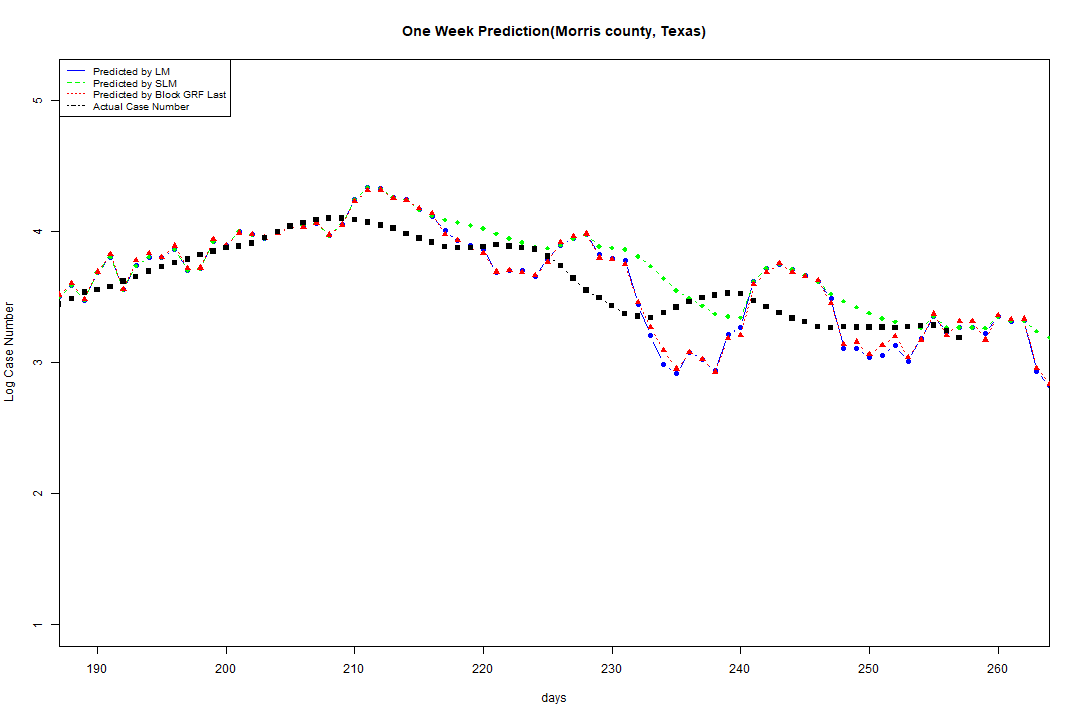 One Week Prediction(Morris county, Texas)
Predicted by LM
Predicted by SLM
Predicted by Block GRF Last
Actual Case Number
5
4
3
2
1
Log Case Number
190 200 210 220 230 240 250 260
days